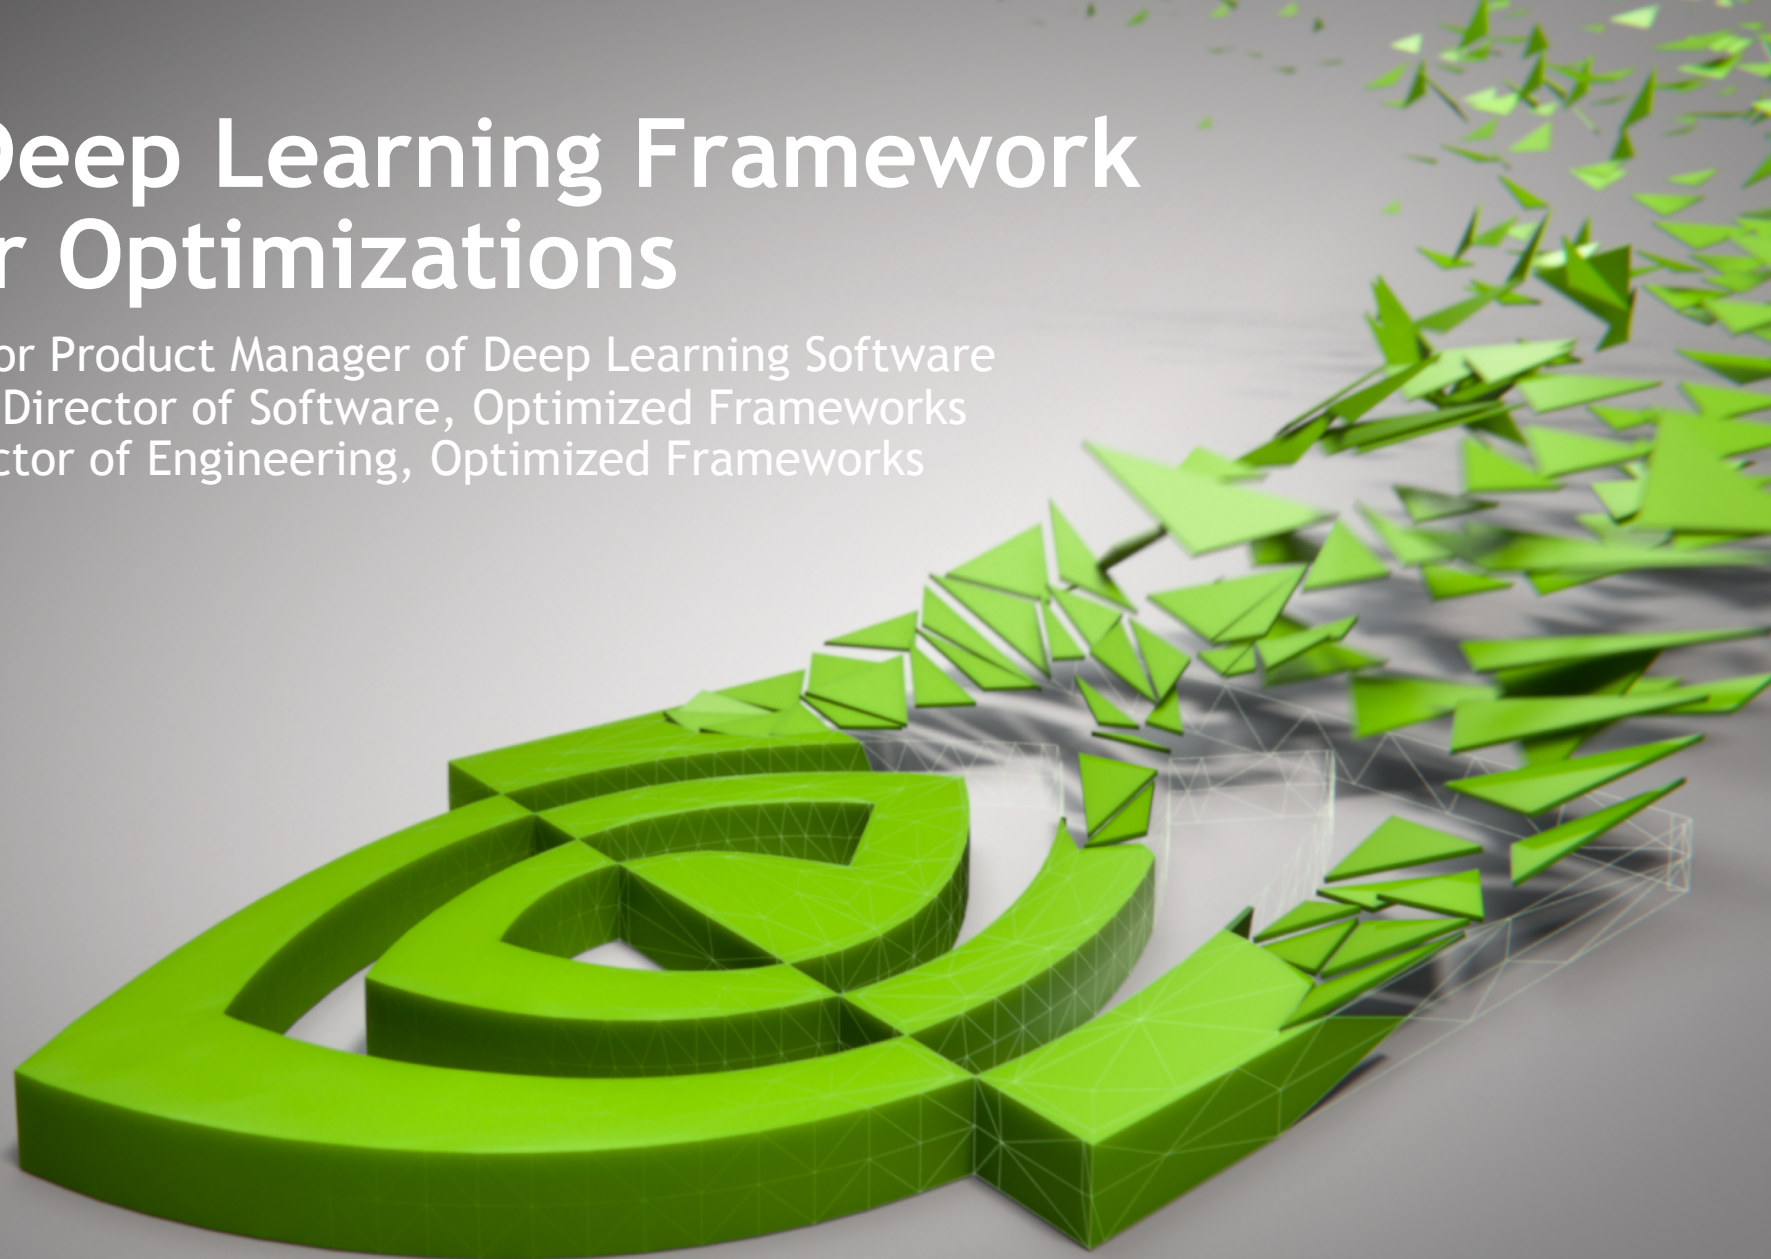 Deep Learning Framework
r Optimizations
or Product Manager of Deep Learning Software
Director of Software, Optimized Frameworks
ctor of Engineering, Optimized Frameworks